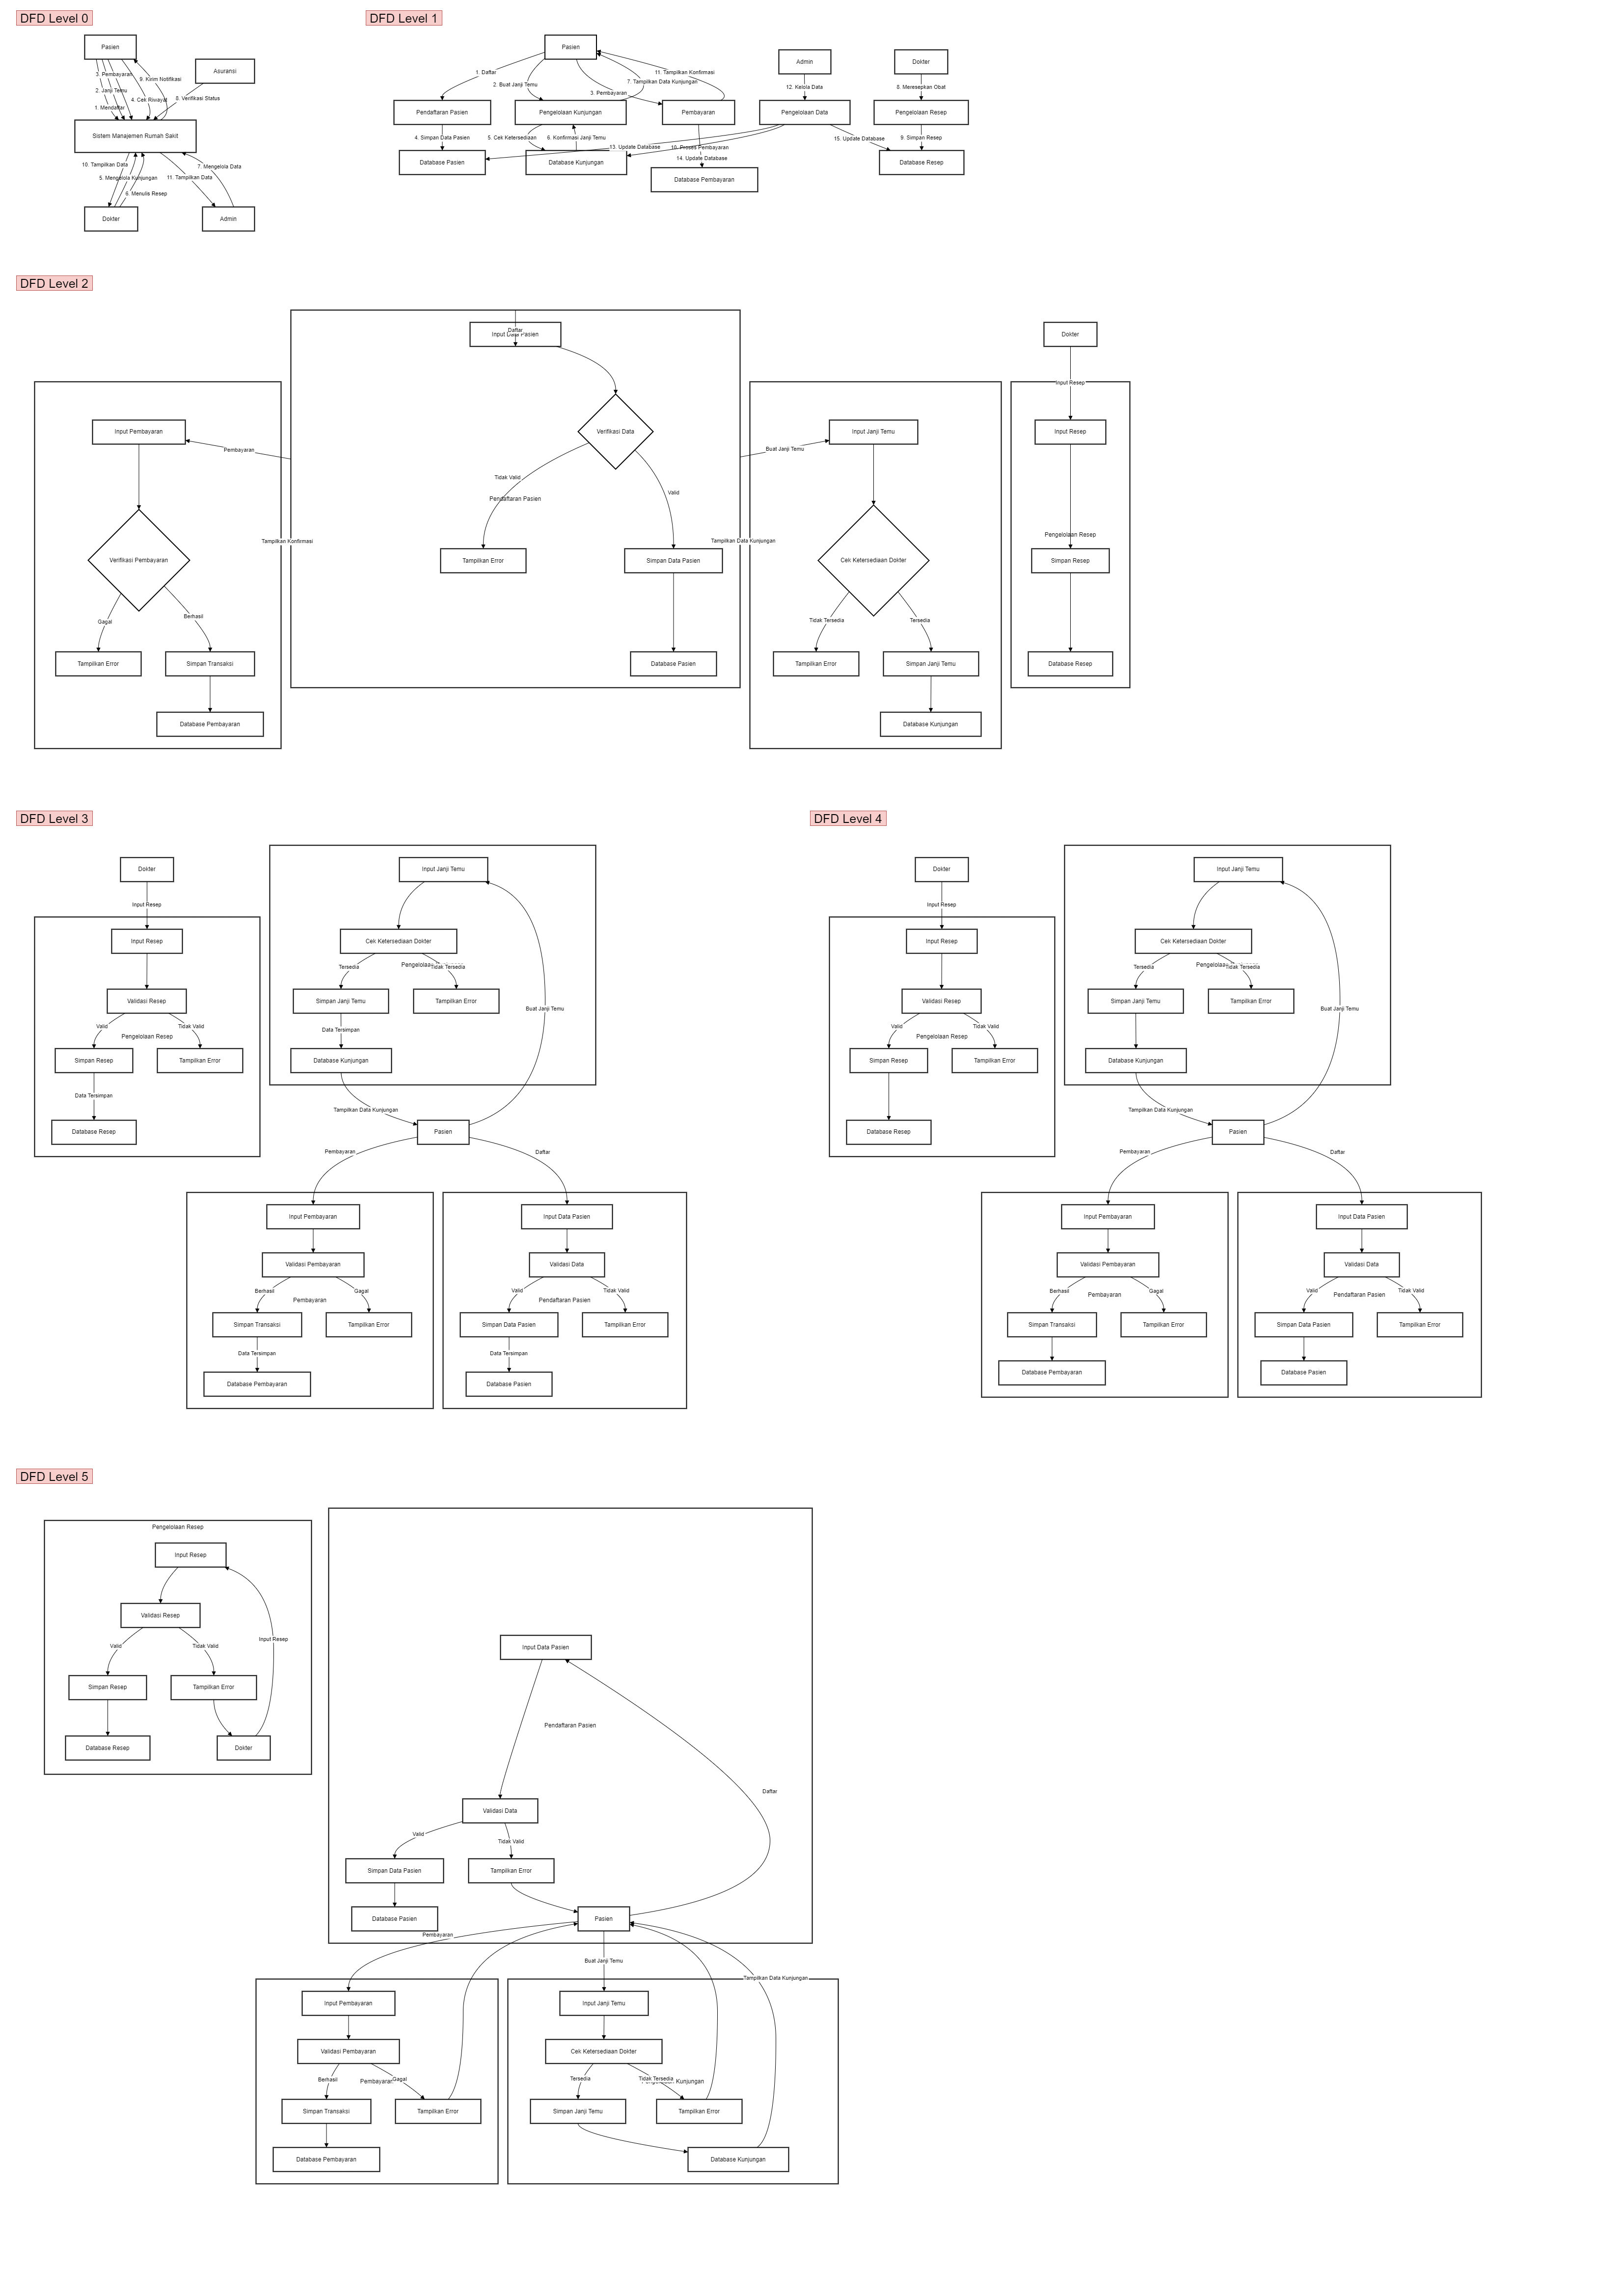 DFD Level 0
Pasien
Asuransi
3. Pembayaran
9. Kirim Notifikasi
2. Janji Temu
4. Cek Riwayat
8. Verifikasi Status
1. Mendaftar
Sistem Manajemen Rumah Sakit
10. Tampilkan Data
7. Mengelola Data
5. Mengelola Kunjungan
11. Tampilkan Data
6. Menulis Resep
Dokter
Admin
DFD Level 1
Pasien
Admin
Dokter
1. Daftar
11. Tampilkan Konfirmasi
2. Buat Janji Temu
7. Tampilkan Data Kunjungan
3. Pembayaran
12. Kelola Data
8. Meresepkan Obat
Pendaftaran Pasien
Pengelolaan Kunjungan
Pembayaran
Pengelolaan Data
Pengelolaan Resep
4. Simpan Data Pasien
5. Cek Ketersediaan
6. Konfirmasi Janji Temu
13. Update Database
10. Proses Pembayaran
15. Update Database
9. Simpan Resep
14. Update Database
Database Pasien
Database Kunjungan
Database Resep
Database Pembayaran
DFD Level 2
Daftar
Input Data Pasien
Dokter
Input Resep
Input Pembayaran
Verifikasi Data
Input Janji Temu
Input Resep
Pembayaran
Buat Janji Temu
Tidak Valid
Valid
Pendaftaran Pasien
Pengelolaan Resep
Tampilkan Konfirmasi
Tampilkan Data Kunjungan
Verifikasi Pembayaran
Tampilkan Error
Simpan Data Pasien
Cek Ketersediaan Dokter
Simpan Resep
Gagal
Berhasil
Tidak Tersedia
Tersedia
Tampilkan Error
Simpan Transaksi
Database Pasien
Tampilkan Error
Simpan Janji Temu
Database Resep
Database Pembayaran
Database Kunjungan
DFD Level 3
Dokter
Input Janji Temu
Input Resep
Input Resep
Cek Ketersediaan Dokter
Tersedia
Tidak Tersedia
Validasi Resep
Simpan Janji Temu
Tampilkan Error
Buat Janji Temu
Valid
Tidak Valid
Data Tersimpan
Pengelolaan Resep
Simpan Resep
Tampilkan Error
Database Kunjungan
Data Tersimpan
Tampilkan Data Kunjungan
Database Resep
Pasien
Pembayaran
Daftar
Input Pembayaran
Input Data Pasien
Validasi Pembayaran
Validasi Data
Berhasil
Gagal
Valid
Tidak Valid
Pembayaran
Pendaftaran Pasien
Simpan Transaksi
Tampilkan Error
Simpan Data Pasien
Tampilkan Error
Data Tersimpan
Data Tersimpan
Database Pembayaran
Database Pasien
DFD Level 4
Dokter
Input Janji Temu
Input Resep
Input Resep
Cek Ketersediaan Dokter
Tersedia
Tidak Tersedia
Validasi Resep
Simpan Janji Temu
Tampilkan Error
Buat Janji Temu
Valid
Tidak Valid
Pengelolaan Resep
Simpan Resep
Tampilkan Error
Database Kunjungan
Tampilkan Data Kunjungan
Database Resep
Pasien
Pembayaran
Daftar
Input Pembayaran
Input Data Pasien
Validasi Pembayaran
Validasi Data
Berhasil
Gagal
Valid
Tidak Valid
Pembayaran
Pendaftaran Pasien
Simpan Transaksi
Tampilkan Error
Simpan Data Pasien
Tampilkan Error
Database Pembayaran
Database Pasien
DFD Level 5
Pengelolaan Resep
Input Resep
Validasi Resep
Input Resep
Valid
Tidak Valid
Simpan Resep
Tampilkan Error
Database Resep
Dokter
Input Data Pasien
Pendaftaran Pasien
Daftar
Validasi Data
Valid
Tidak Valid
Simpan Data Pasien
Tampilkan Error
Database Pasien
Pasien
Pembayaran
Buat Janji Temu
Tampilkan Data Kunjungan
Input Pembayaran
Input Janji Temu
Validasi Pembayaran
Cek Ketersediaan Dokter
Berhasil
Pembayaran
Gagal
Tersedia
Tidak Tersedia
Kunjungan
Simpan Transaksi
Tampilkan Error
Simpan Janji Temu
Tampilkan Error
Database Pembayaran
Database Kunjungan